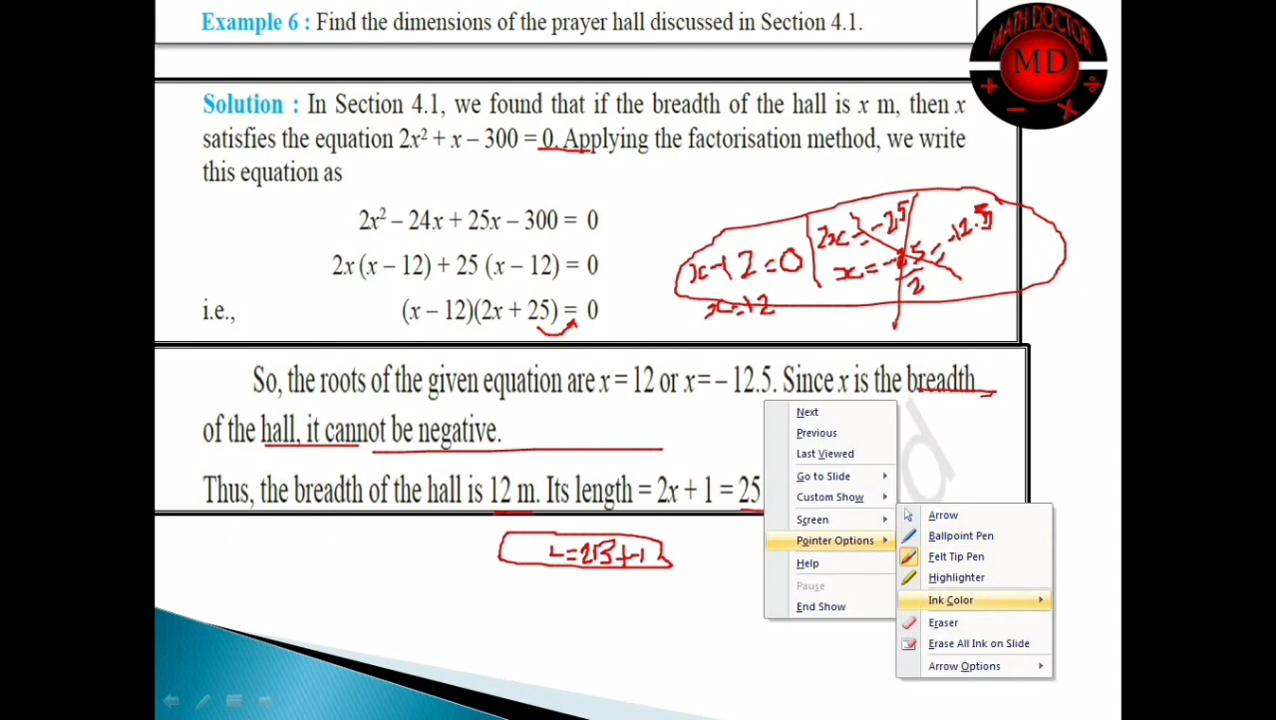 Example 6 : Find the dimensions of the prayer hall discussed in Section 4.1.
MATH DOCTOR
MD
+ − × ÷
Solution : In Section 4.1, we found that if the breadth of the hall is x m, then x
satisfies the equation 2x² + x – 300 = 0. Applying the factorisation method, we write
this equation as
2x² – 24x + 25x – 300 = 0
2x (x – 12) + 25 (x – 12) = 0
i.e., (x – 12)(2x + 25) = 0
x-12=0
x=12
2x=-25
x=-25/2=-12.5
So, the roots of the given equation are x = 12 or x = – 12.5. Since x is the breadth
of the hall, it cannot be negative.
Thus, the breadth of the hall is 12 m. Its length = 2x + 1 = 25
L=2B+1
Next
Previous
Last Viewed
Go to Slide
Custom Show
Screen
Pointer Options
Help
Pause
End Show
Arrow
Ballpoint Pen
Felt Tip Pen
Highlighter
Ink Color
Eraser
Erase All Ink on Slide
Arrow Options